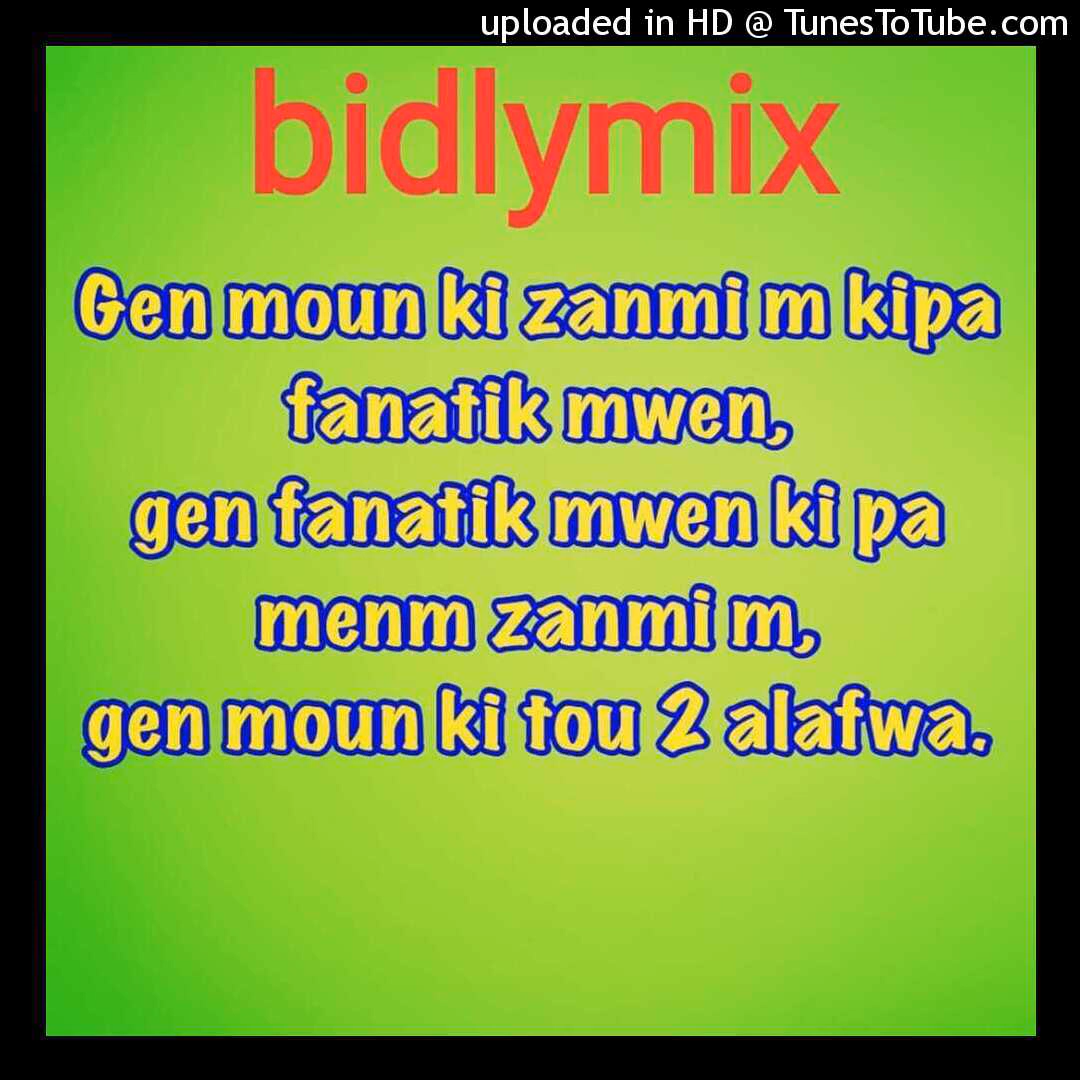 uploaded in HD @ TunesToTube.com
bidlymix
Gen moun ki zanmi m kipa
fanatik mwen,
gen fanatik mwen ki pa
menm zanmi m,
gen moun ki tou 2 alafwa.